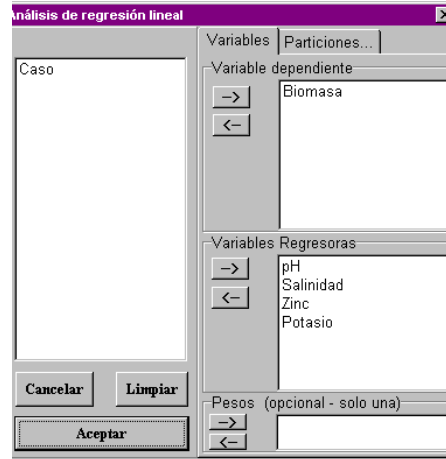 Análisis de regresión lineal
Variables Particiones...
Caso
Variable dependiente
-->
<--
Biomasa
Variables Regresoras
-->
<--
pH
Salinidad
Zinc
Potasio
Cancelar Limpiar
Aceptar
Pesos (opcional - solo una)
-->
<--